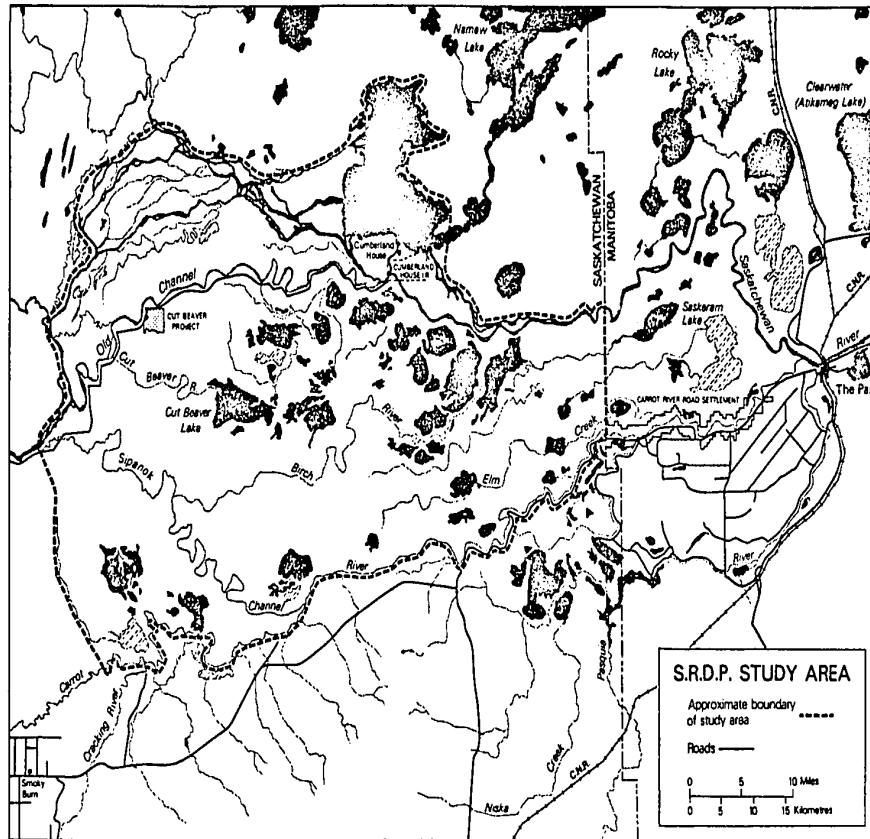 Namew
Lake
Rocky
Lake
Clearwater
(Atikameg Lake)
C.N.R.
SASKATCHEWAN
MANITOBA
Cumberland
House
CUMBERLAND
HOUSE I.R.
Saskatchewan
Channel
Old
CUT BEAVER
PROJECT
Saskeram
Lake
C.N.R.
River
The Pas
Cut
Beaver R.
Cut Beaver
Lake
River
CARROT RIVER ROAD SETTLEMENT
Creek
Sipanok
Birch
Elm
River
River
Channel
Pasquia
Carrot
Cracking River
Creek
C.N.R.
Niska
Smoky
Burn
S.R.D.P. STUDY AREA
Approximate boundary
of study area
Roads
0 5 10 Miles
0 5 10 15 Kilometres